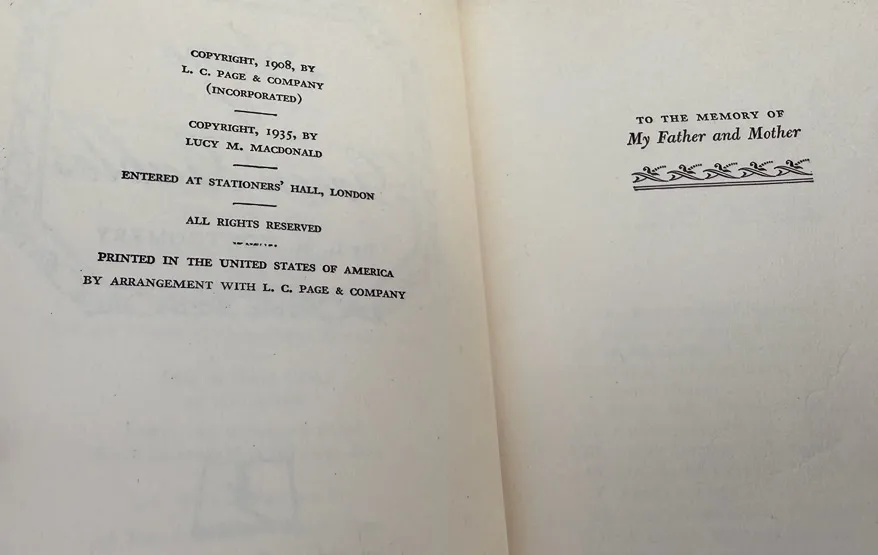 COPYRIGHT, 1908, BY
L. C. PAGE & COMPANY
(INCORPORATED)
COPYRIGHT, 1935, BY
LUCY M. MACDONALD
ENTERED AT STATIONERS' HALL, LONDON
ALL RIGHTS RESERVED
PRINTED IN THE UNITED STATES OF AMERICA
BY ARRANGEMENT WITH L. C. PAGE & COMPANY
TO THE MEMORY OF
My Father and Mother